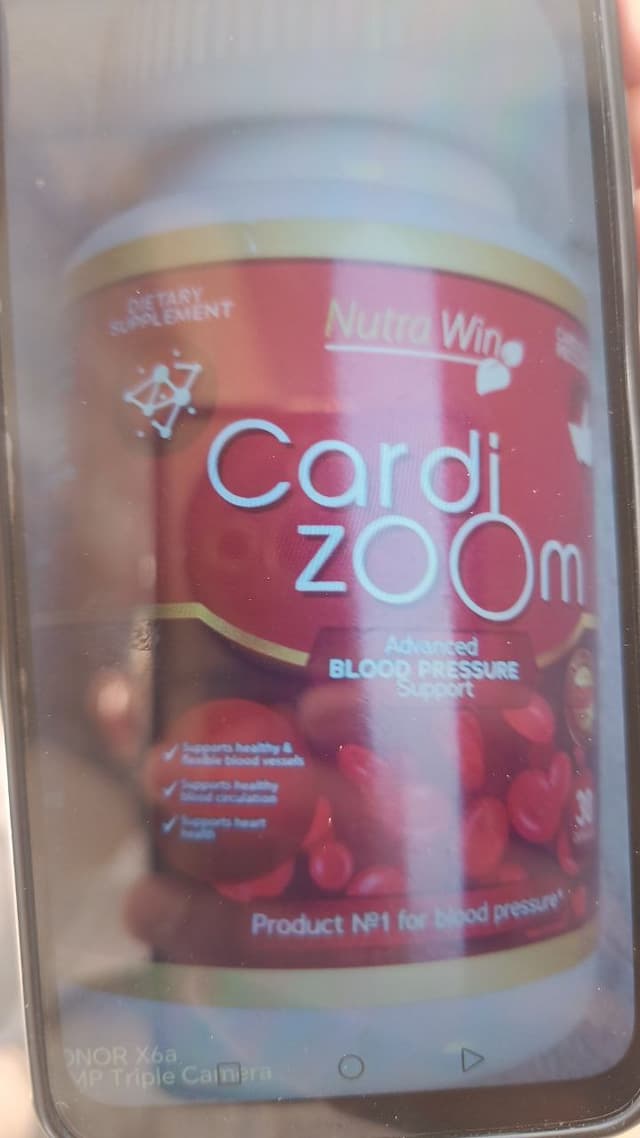 DIETARY
SUPPLEMENT
Nutra Win
Cardi
zoom
Advanced
BLOOD PRESSURE
Support
✓ Supports healthy &
flexible blood vessels
✓ Supports healthy
blood circulation
✓ Supports heart
health
Product №1 for blood pressure*
ONOR X6a
MP Triple Camera